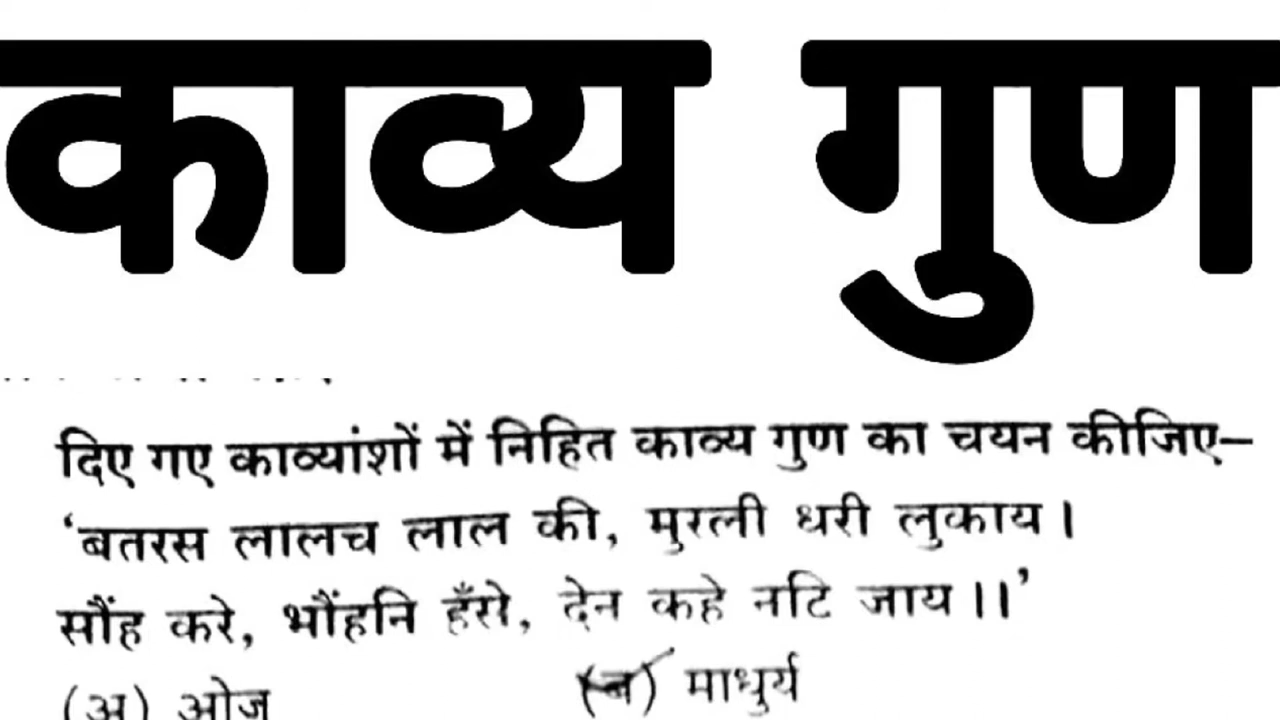 काव्य गुण
दिए गए काव्यांशों में निहित काव्य गुण का चयन कीजिए–
‘बतरस लालच लाल की, मुरली धरी लुकाय।
सौंह करे, भौंहनि हँसे, देन कहे नटि जाय।।’
(अ) ओज (ब) माधुर्य